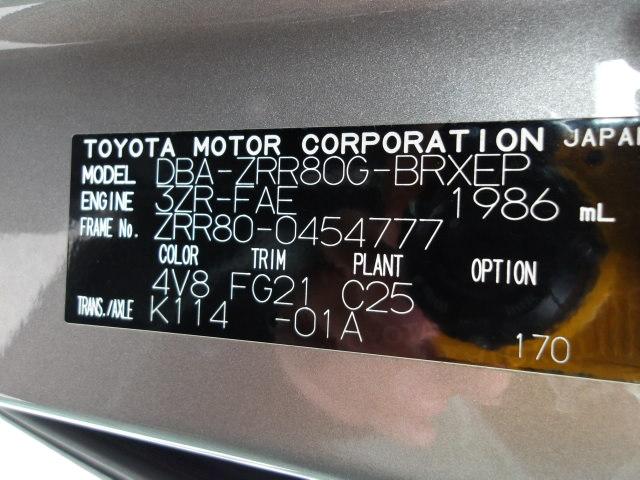 TOYOTA MOTOR CORPORATION JAPAN
MODEL DBA-ZRR80G-BRXEP
ENGINE 3ZR-FAE 1986 mL
FRAME No. ZRR80-0454777
COLOR TRIM PLANT OPTION
4V8 FG21 C25
TRANS./AXLE K114 -01A
170